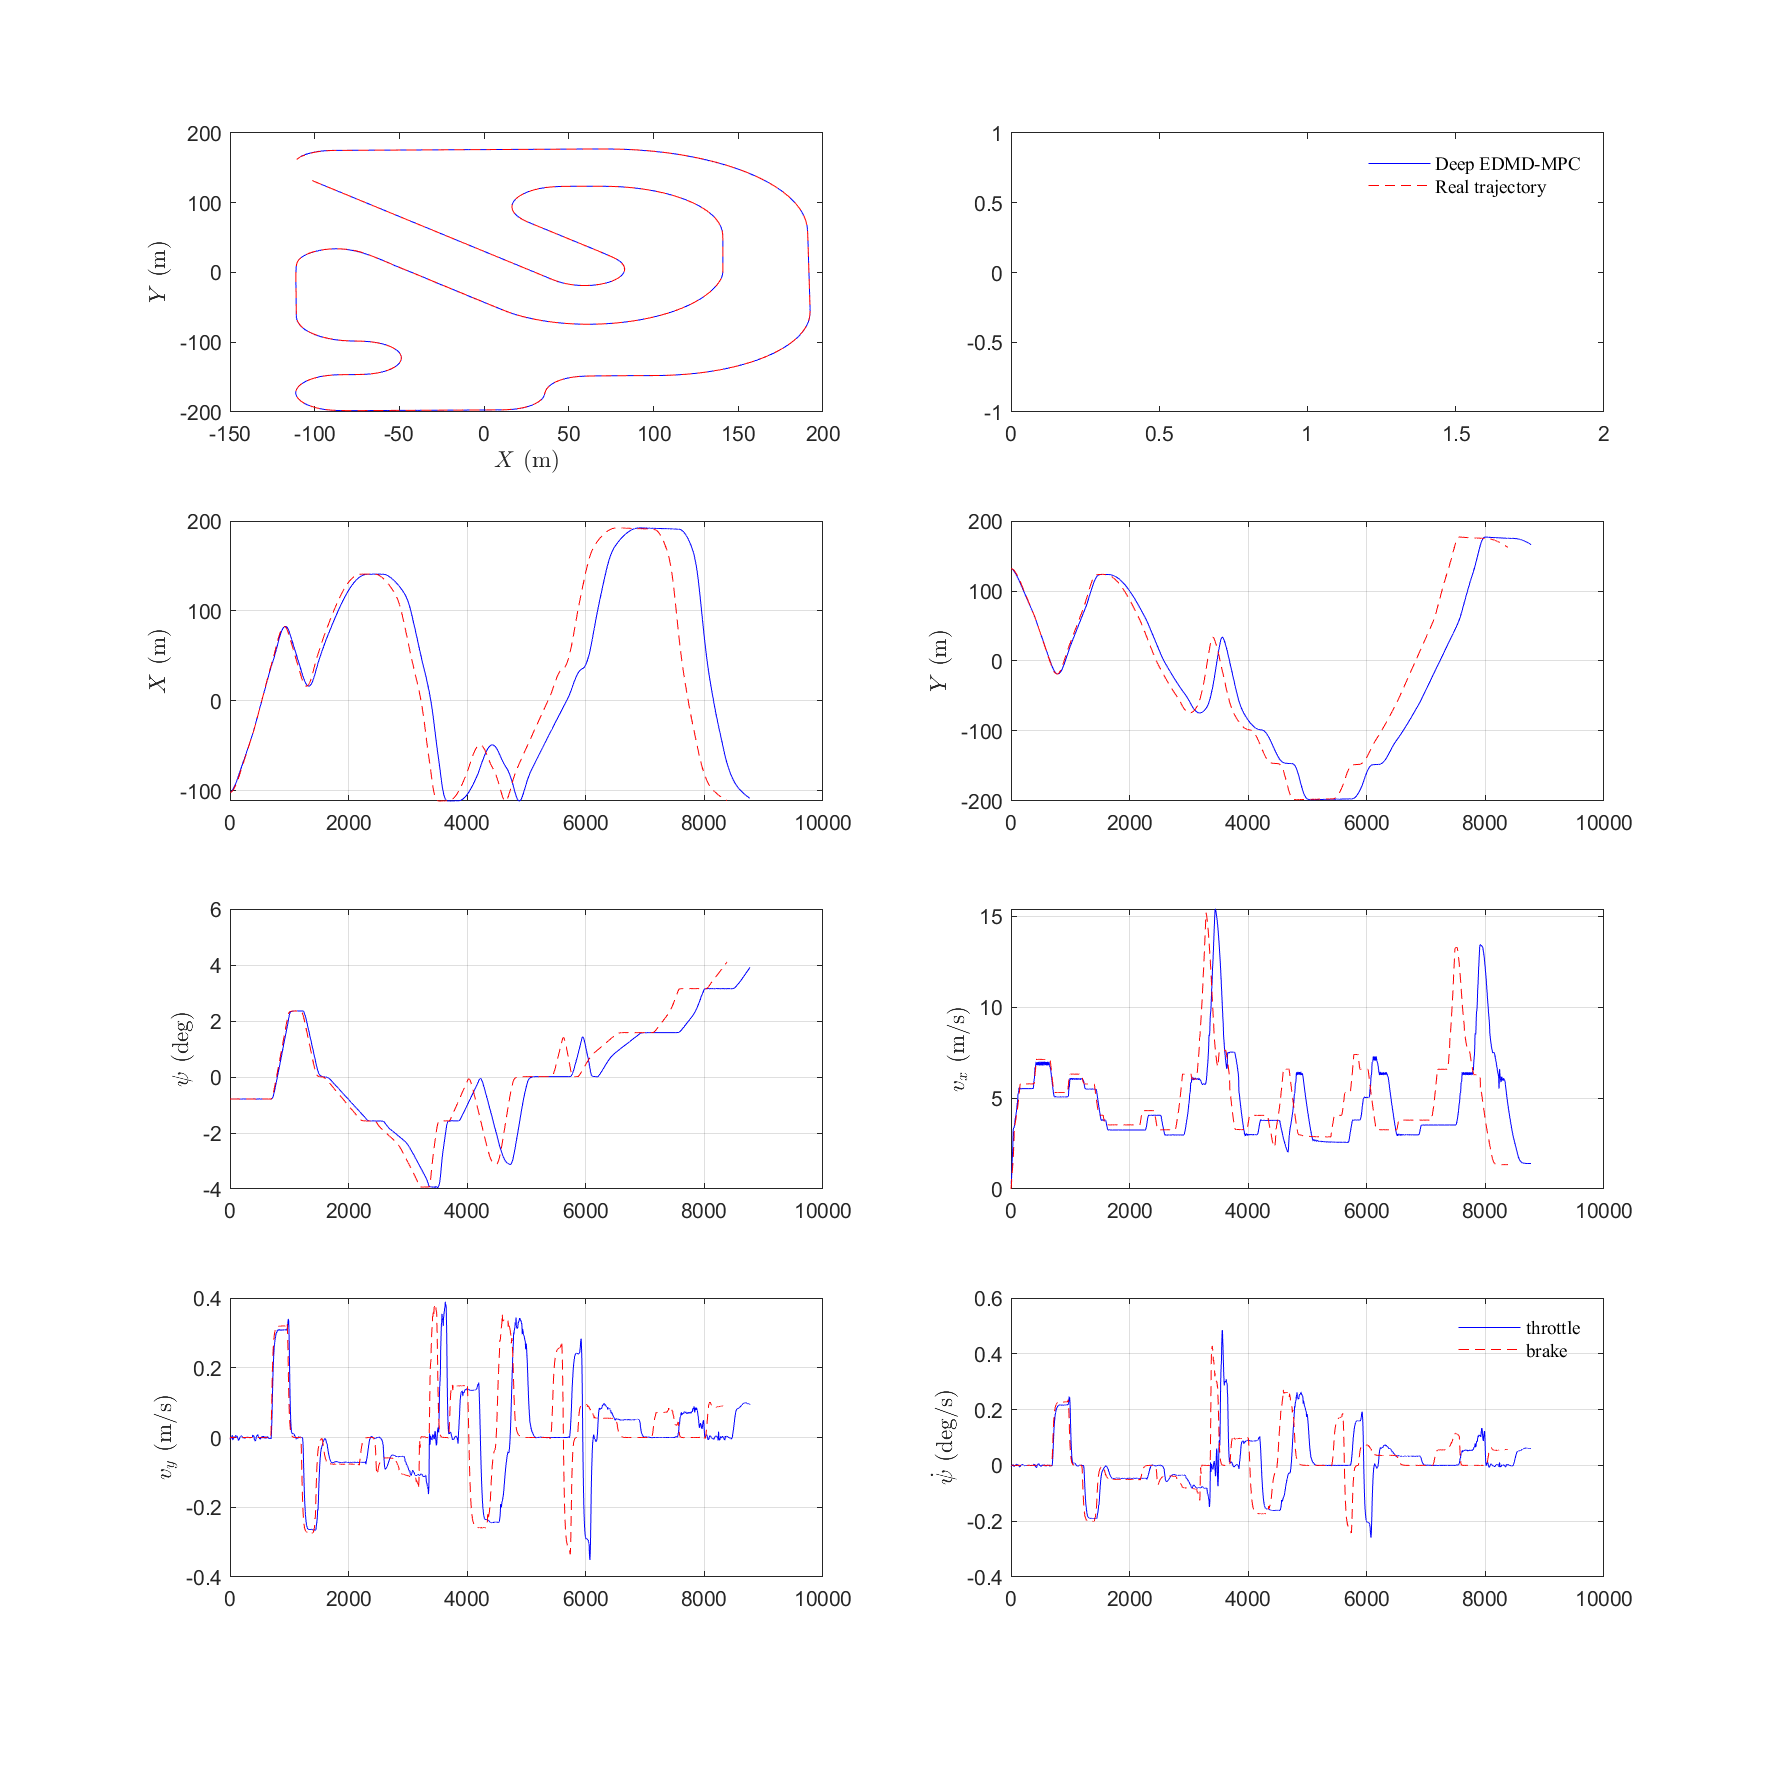 200
100
0
-100
-200
-150 -100 -50 0 50 100 150 200
X (m)
Y (m)
1
0.5
0
-0.5
-1
0 0.5 1 1.5 2
Deep EDMD-MPC
Real trajectory
200
100
0
-100
0 2000 4000 6000 8000 10000
X (m)
200
100
0
-100
-200
0 2000 4000 6000 8000 10000
Y (m)
6
4
2
0
-2
-4
0 2000 4000 6000 8000 10000
ψ (deg)
15
10
5
0
0 2000 4000 6000 8000 10000
v_x (m/s)
0.4
0.2
0
-0.2
-0.4
0 2000 4000 6000 8000 10000
v_y (m/s)
0.6
0.4
0.2
0
-0.2
-0.4
0 2000 4000 6000 8000 10000
ψ̇ (deg/s)
throttle
brake